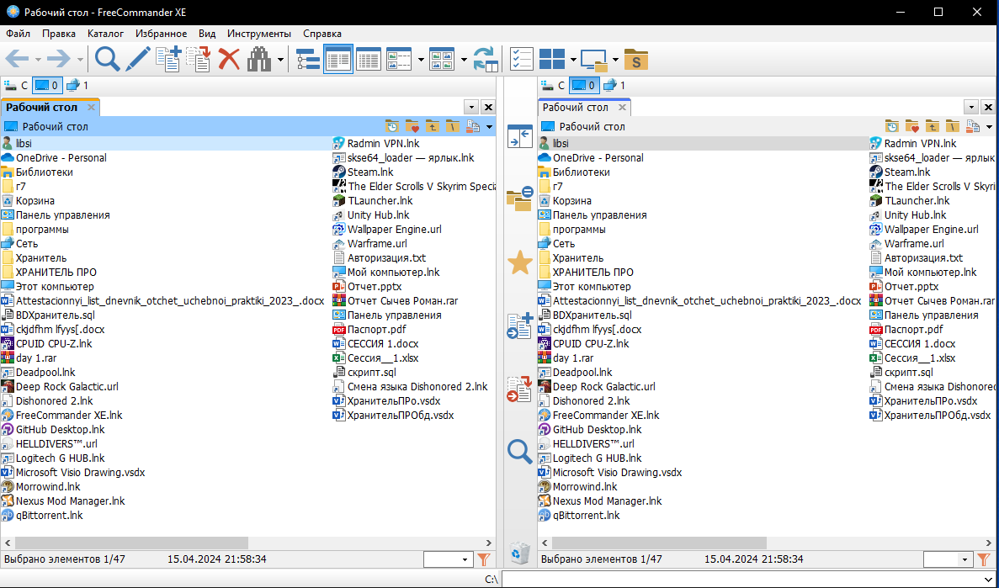 Рабочий стол - FreeCommander XE
Файл Правка Каталог Избранное Вид Инструменты Справка
S
C 0 1
Рабочий стол
Рабочий стол
libsi
OneDrive - Personal
Библиотеки
г7
Корзина
Панель управления
программы
Сеть
Хранитель
ХРАНИТЕЛЬ ПРО
Этот компьютер
Attestacionnyi_list_dnevnik_otchet_uchebnoi_praktiki_2023_.docx
BDХранитель.sql
ckjdfhm lfyys[.docx
CPUID CPU-Z.lnk
day 1.rar
Deadpool.lnk
Deep Rock Galactic.url
Dishonored 2.lnk
FreeCommander XE.lnk
GitHub Desktop.lnk
HELLDIVERS™.url
Logitech G HUB.lnk
Microsoft Visio Drawing.vsdx
Morrowind.lnk
Nexus Mod Manager.lnk
qBittorrent.lnk
Radmin VPN.lnk
skse64_loader — ярлык.lnk
Steam.lnk
The Elder Scrolls V Skyrim Specia
TLauncher.lnk
Unity Hub.lnk
Wallpaper Engine.url
Warframe.url
Авторизация.txt
Мой компьютер.lnk
Отчет.pptx
Отчет Сычев Роман.rar
Панель управления
Паспорт.pdf
СЕССИЯ 1.docx
Сессия__1.xlsx
скрипт.sql
Смена языка Dishonored 2.lnk
ХранительПРо.vsdx
ХранительПРОбд.vsdx
Выбрано элементов 1/47 15.04.2024 21:58:34
C 0 1
Рабочий стол
Рабочий стол
libsi
OneDrive - Personal
Библиотеки
г7
Корзина
Панель управления
программы
Сеть
Хранитель
ХРАНИТЕЛЬ ПРО
Этот компьютер
Attestacionnyi_list_dnevnik_otchet_uchebnoi_praktiki_2023_.docx
BDХранитель.sql
ckjdfhm lfyys[.docx
CPUID CPU-Z.lnk
day 1.rar
Deadpool.lnk
Deep Rock Galactic.url
Dishonored 2.lnk
FreeCommander XE.lnk
GitHub Desktop.lnk
HELLDIVERS™.url
Logitech G HUB.lnk
Microsoft Visio Drawing.vsdx
Morrowind.lnk
Nexus Mod Manager.lnk
qBittorrent.lnk
Radmin VPN.lnk
skse64_loader — ярлык
Steam.lnk
The Elder Scrolls V Skyri
TLauncher.lnk
Unity Hub.lnk
Wallpaper Engine.url
Warframe.url
Авторизация.txt
Мой компьютер.lnk
Отчет.pptx
Отчет Сычев Роман.rar
Панель управления
Паспорт.pdf
СЕССИЯ 1.docx
Сессия__1.xlsx
скрипт.sql
Смена языка Dishonored
ХранительПРо.vsdx
ХранительПРОбд.vsdx
Выбрано элементов 1/47 15.04.2024 21:58:34
C:\